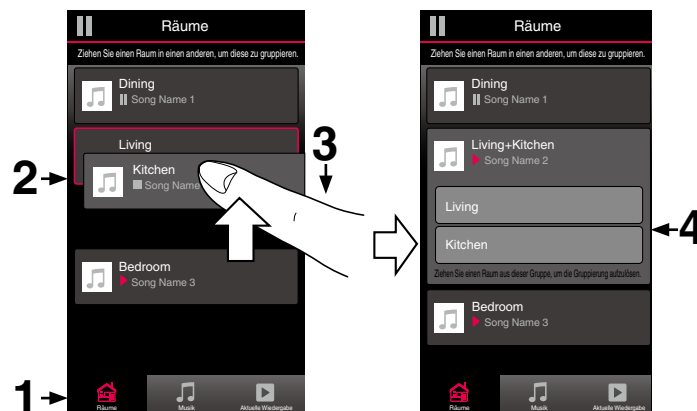 Räume
Ziehen Sie einen Raum in einen anderen, um diese zu gruppieren.
Dining
Song Name 1
Living
Kitchen
Song Name
Bedroom
Song Name 3
Räume
Musik
Aktuelle Wiedergabe
1
2
3
Räume
Ziehen Sie einen Raum in einen anderen, um diese zu gruppieren.
Dining
Song Name 1
Living+Kitchen
Song Name 2
Living
Kitchen
Ziehen Sie einen Raum aus dieser Gruppe, um die Gruppierung aufzulösen.
Bedroom
Song Name 3
Räume
Musik
Aktuelle Wiedergabe
4